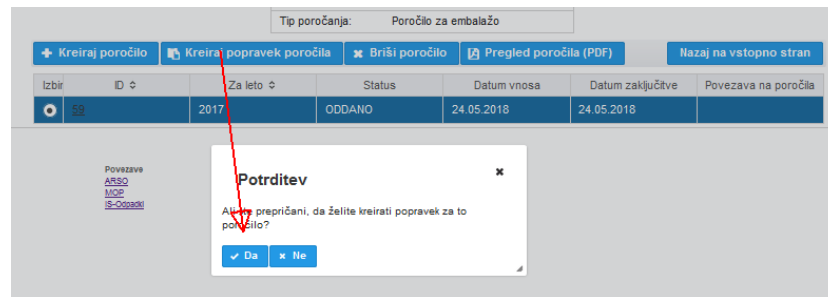 Tip poročanja: Poročilo za embalažo
Kreiraj poročilo Kreiraj popravek poročila Briši poročilo Pregled poročila (PDF) Nazaj na vstopno stran
Izbir ID Za leto Status Datum vnosa Datum zaključitve Povezava na poročila
59 2017 ODDANO 24.05.2018 24.05.2018
Povezave
ARSO
MOP
IS-Odpadki
Potrditev
Ali ste prepričani, da želite kreirati popravek za to
poročilo?
Da Ne